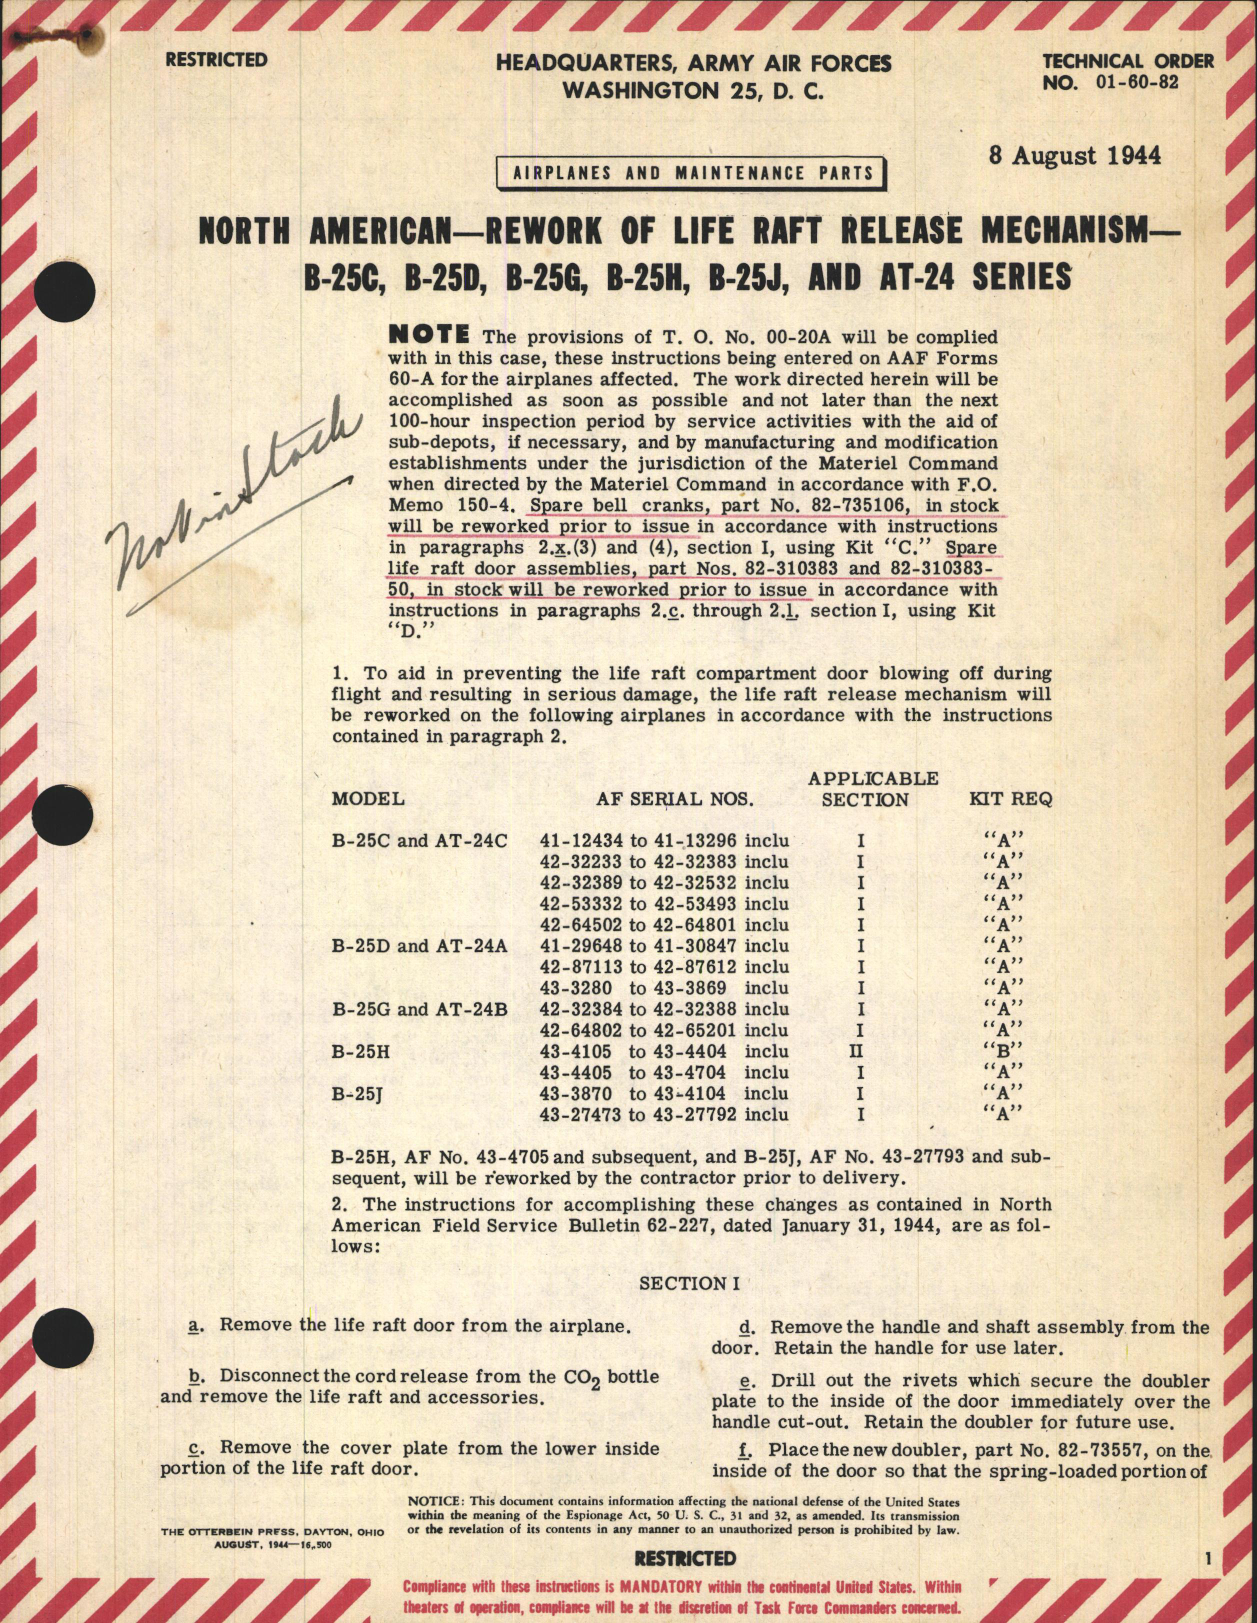 RESTRICTED
HEADQUARTERS, ARMY AIR FORCES
WASHINGTON 25, D. C.
TECHNICAL ORDER
NO. 01-60-82
8 August 1944
AIRPLANES AND MAINTENANCE PARTS
NORTH AMERICAN—REWORK OF LIFE RAFT RELEASE MECHANISM—
B-25C, B-25D, B-25G, B-25H, B-25J, AND AT-24 SERIES
Not in Stock
NOTE The provisions of T. O. No. 00-20A will be complied
with in this case, these instructions being entered on AAF Forms
60-A for the airplanes affected. The work directed herein will be
accomplished as soon as possible and not later than the next
100-hour inspection period by service activities with the aid of
sub-depots, if necessary, and by manufacturing and modification
establishments under the jurisdiction of the Materiel Command
when directed by the Materiel Command in accordance with F.O.
Memo 150-4. Spare bell cranks, part No. 82-735106, in stock
will be reworked prior to issue in accordance with instructions
in paragraphs 2.x.(3) and (4), section I, using Kit "C." Spare
life raft door assemblies, part Nos. 82-310383 and 82-310383-
50, in stock will be reworked prior to issue in accordance with
instructions in paragraphs 2.c. through 2.l. section I, using Kit
"D."
1. To aid in preventing the life raft compartment door blowing off during
flight and resulting in serious damage, the life raft release mechanism will
be reworked on the following airplanes in accordance with the instructions
contained in paragraph 2.
APPLICABLE
MODEL AF SERIAL NOS. SECTION KIT REQ
B-25C and AT-24C 41-12434 to 41-13296 inclu I "A"
42-32233 to 42-32383 inclu I "A"
42-32389 to 42-32532 inclu I "A"
42-53332 to 42-53493 inclu I "A"
42-64502 to 42-64801 inclu I "A"
B-25D and AT-24A 41-29648 to 41-30847 inclu I "A"
42-87113 to 42-87612 inclu I "A"
43-3280 to 43-3869 inclu I "A"
B-25G and AT-24B 42-32384 to 42-32388 inclu I "A"
42-64802 to 42-65201 inclu I "A"
B-25H 43-4105 to 43-4404 inclu II "B"
43-4405 to 43-4704 inclu I "A"
B-25J 43-3870 to 43-4104 inclu I "A"
43-27473 to 43-27792 inclu I "A"
B-25H, AF No. 43-4705 and subsequent, and B-25J, AF No. 43-27793 and sub-
sequent, will be reworked by the contractor prior to delivery.
2. The instructions for accomplishing these changes as contained in North
American Field Service Bulletin 62-227, dated January 31, 1944, are as fol-
lows:
SECTION I
a. Remove the life raft door from the airplane.
b. Disconnect the cord release from the CO2 bottle
and remove the life raft and accessories.
c. Remove the cover plate from the lower inside
portion of the life raft door.
d. Remove the handle and shaft assembly from the
door. Retain the handle for use later.
e. Drill out the rivets which secure the doubler
plate to the inside of the door immediately over the
handle cut-out. Retain the doubler for future use.
f. Place the new doubler, part No. 82-73557, on the
inside of the door so that the spring-loaded portion of
NOTICE: This document contains information affecting the national defense of the United States
within the meaning of the Espionage Act, 50 U. S. C., 31 and 32, as amended. Its transmission
or the revelation of its contents in any manner to an unauthorized person is prohibited by law.
THE OTTERBEIN PRESS, DAYTON, OHIO
AUGUST, 1944—16,500
RESTRICTED
1
Compliance with these instructions is MANDATORY within the continental United States. Within
theaters of operation, compliance will be at the discretion of Task Force Commanders concerned.